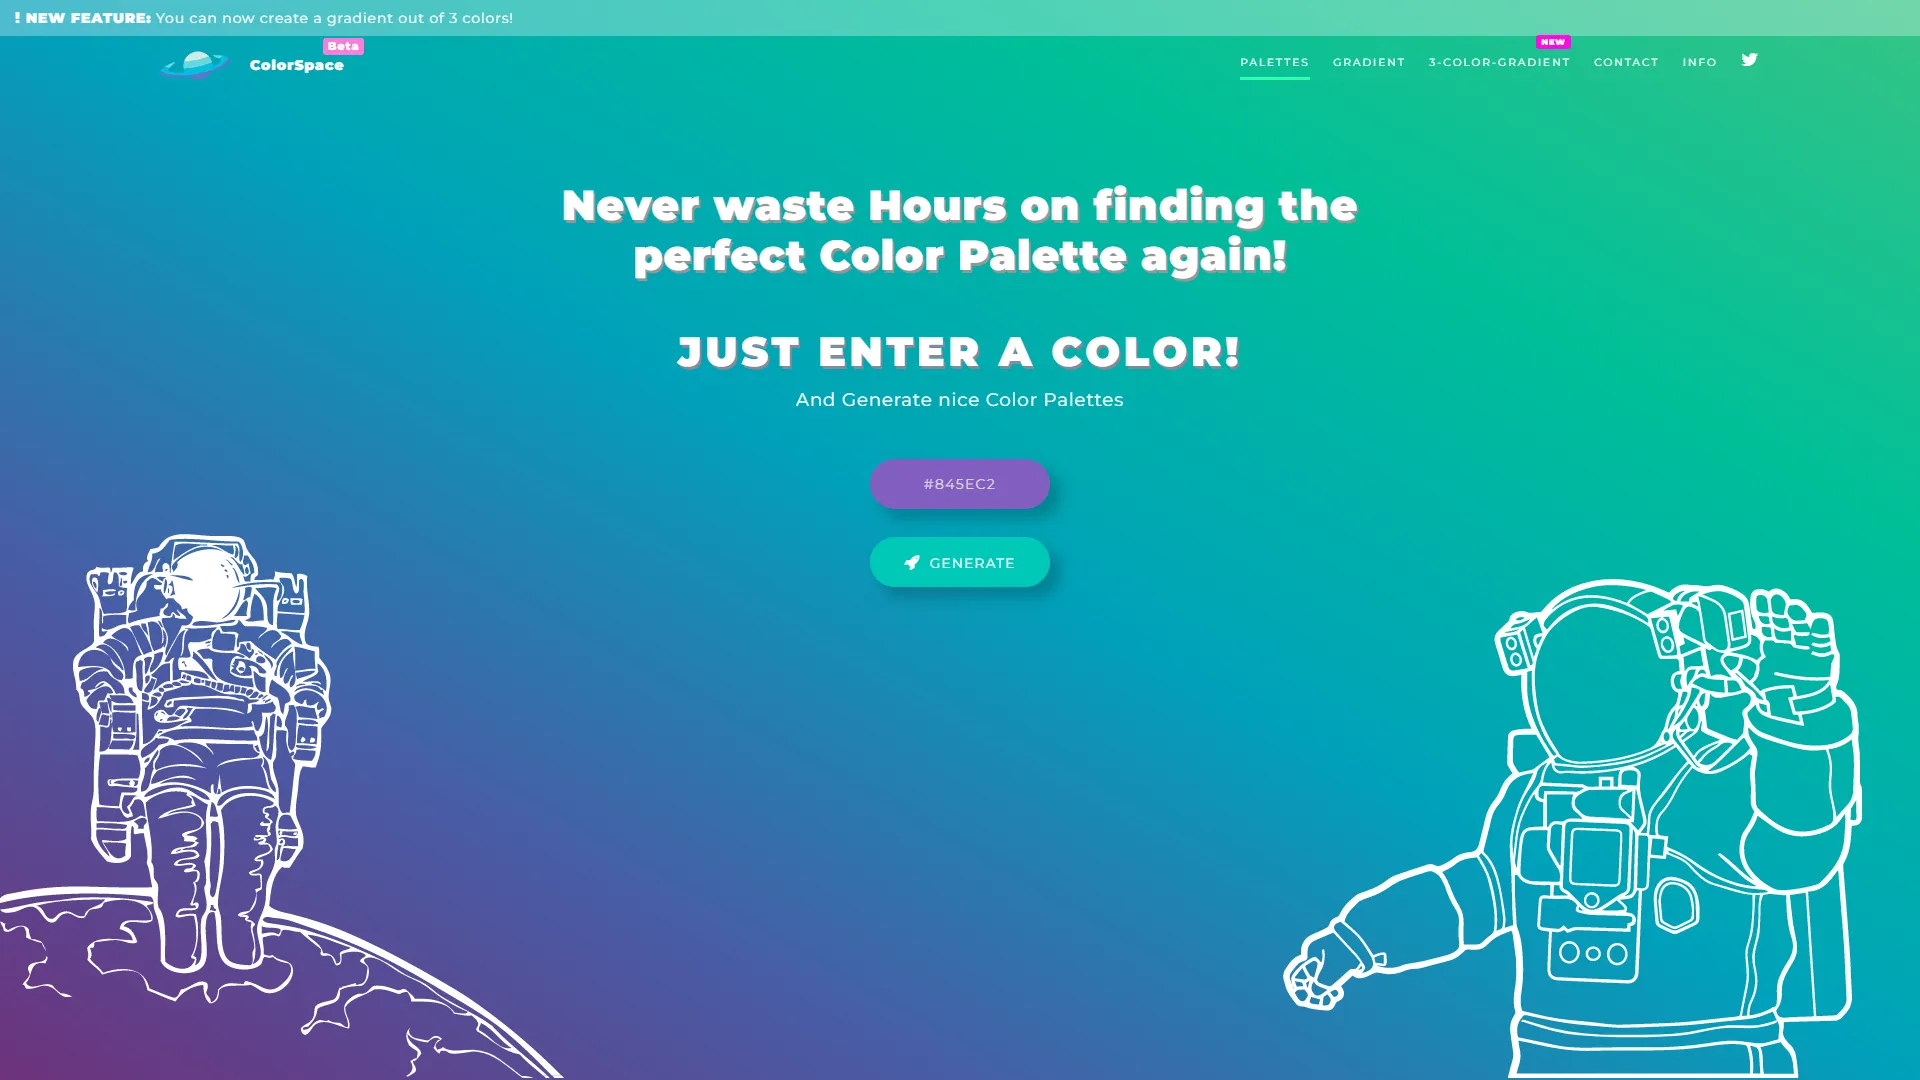 ! NEW FEATURE: You can now create a gradient out of 3 colors!
ColorSpace
Beta
PALETTES
GRADIENT
3-COLOR-GRADIENT
NEW
CONTACT
INFO
Never waste Hours on finding the
perfect Color Palette again!
JUST ENTER A COLOR!
And Generate nice Color Palettes
#845EC2
GENERATE